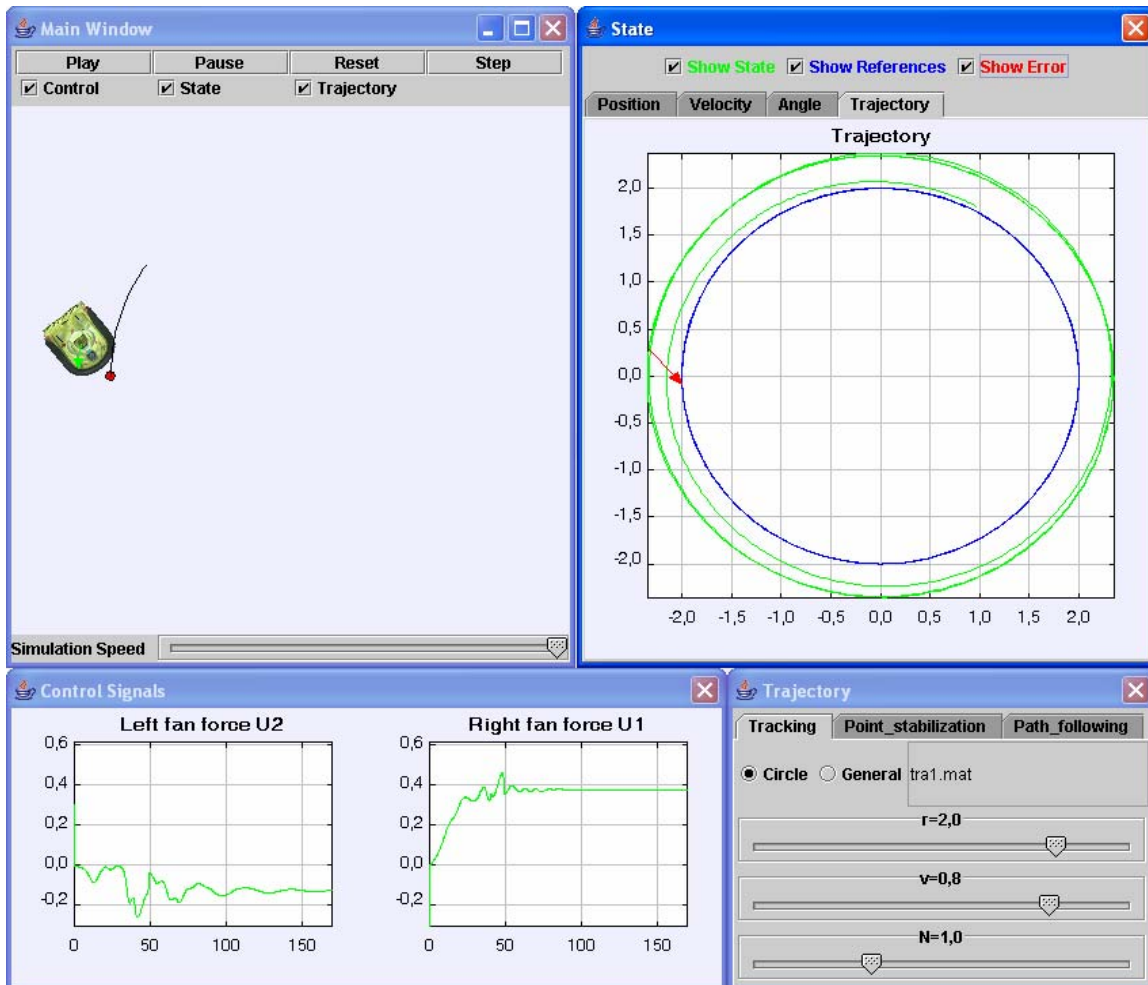 Main Window
Play Pause Reset Step
Control State Trajectory
Simulation Speed
State
Show State Show References Show Error
Position Velocity Angle Trajectory
Trajectory
2,0
1,5
1,0
0,5
0,0
-0,5
-1,0
-1,5
-2,0
-2,0 -1,5 -1,0 -0,5 0,0 0,5 1,0 1,5 2,0
Control Signals
Left fan force U2
0,6
0,4
0,2
0,0
-0,2
0 50 100 150
Right fan force U1
0,6
0,4
0,2
0,0
-0,2
0 50 100 150
Trajectory
Tracking Point_stabilization Path_following
Circle General tra1.mat
r=2,0
v=0,8
N=1,0